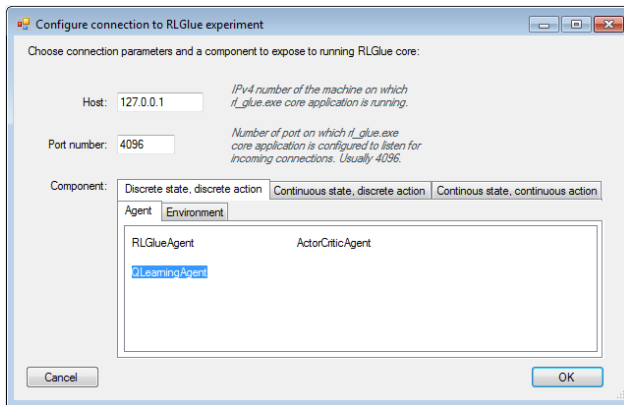 Configure connection to RLGlue experiment
Choose connection parameters and a component to expose to running RLGlue core:
Host:
127.0.0.1
IPv4 number of the machine on which
rl_glue.exe core application is running.
Port number:
4096
Number of port on which rl_glue.exe
core application is configured to listen for
incoming connections. Usually 4096.
Component:
Discrete state, discrete action
Continuous state, discrete action
Continous state, continuous action
Agent
Environment
RLGlueAgent
ActorCriticAgent
QLearningAgent
Cancel
OK